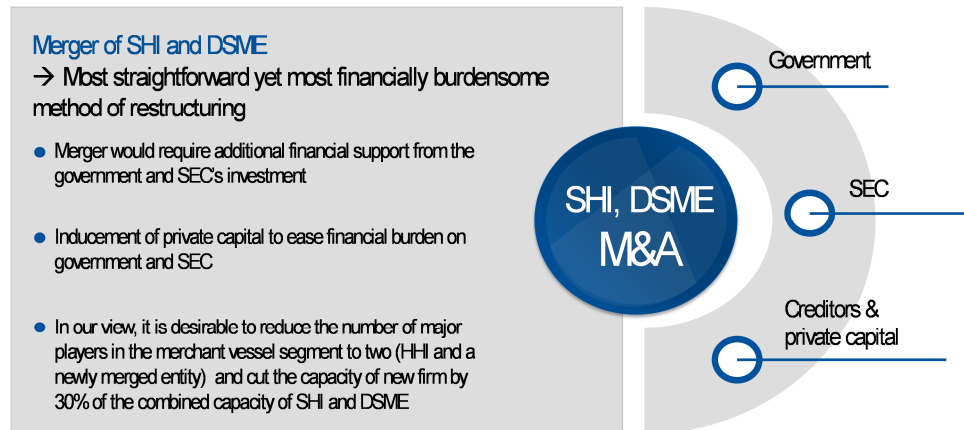 Merger of SHI and DSME
→ Most straightforward yet most financially burdensome
method of restructuring
● Merger would require additional financial support from the
government and SEC's investment
● Inducement of private capital to ease financial burden on
government and SEC
● In our view, it is desirable to reduce the number of major
players in the merchant vessel segment to two (HHI and a
newly merged entity) and cut the capacity of new firm by
30% of the combined capacity of SHI and DSME
SHI, DSME
M&A
Government
SEC
Creditors &
private capital